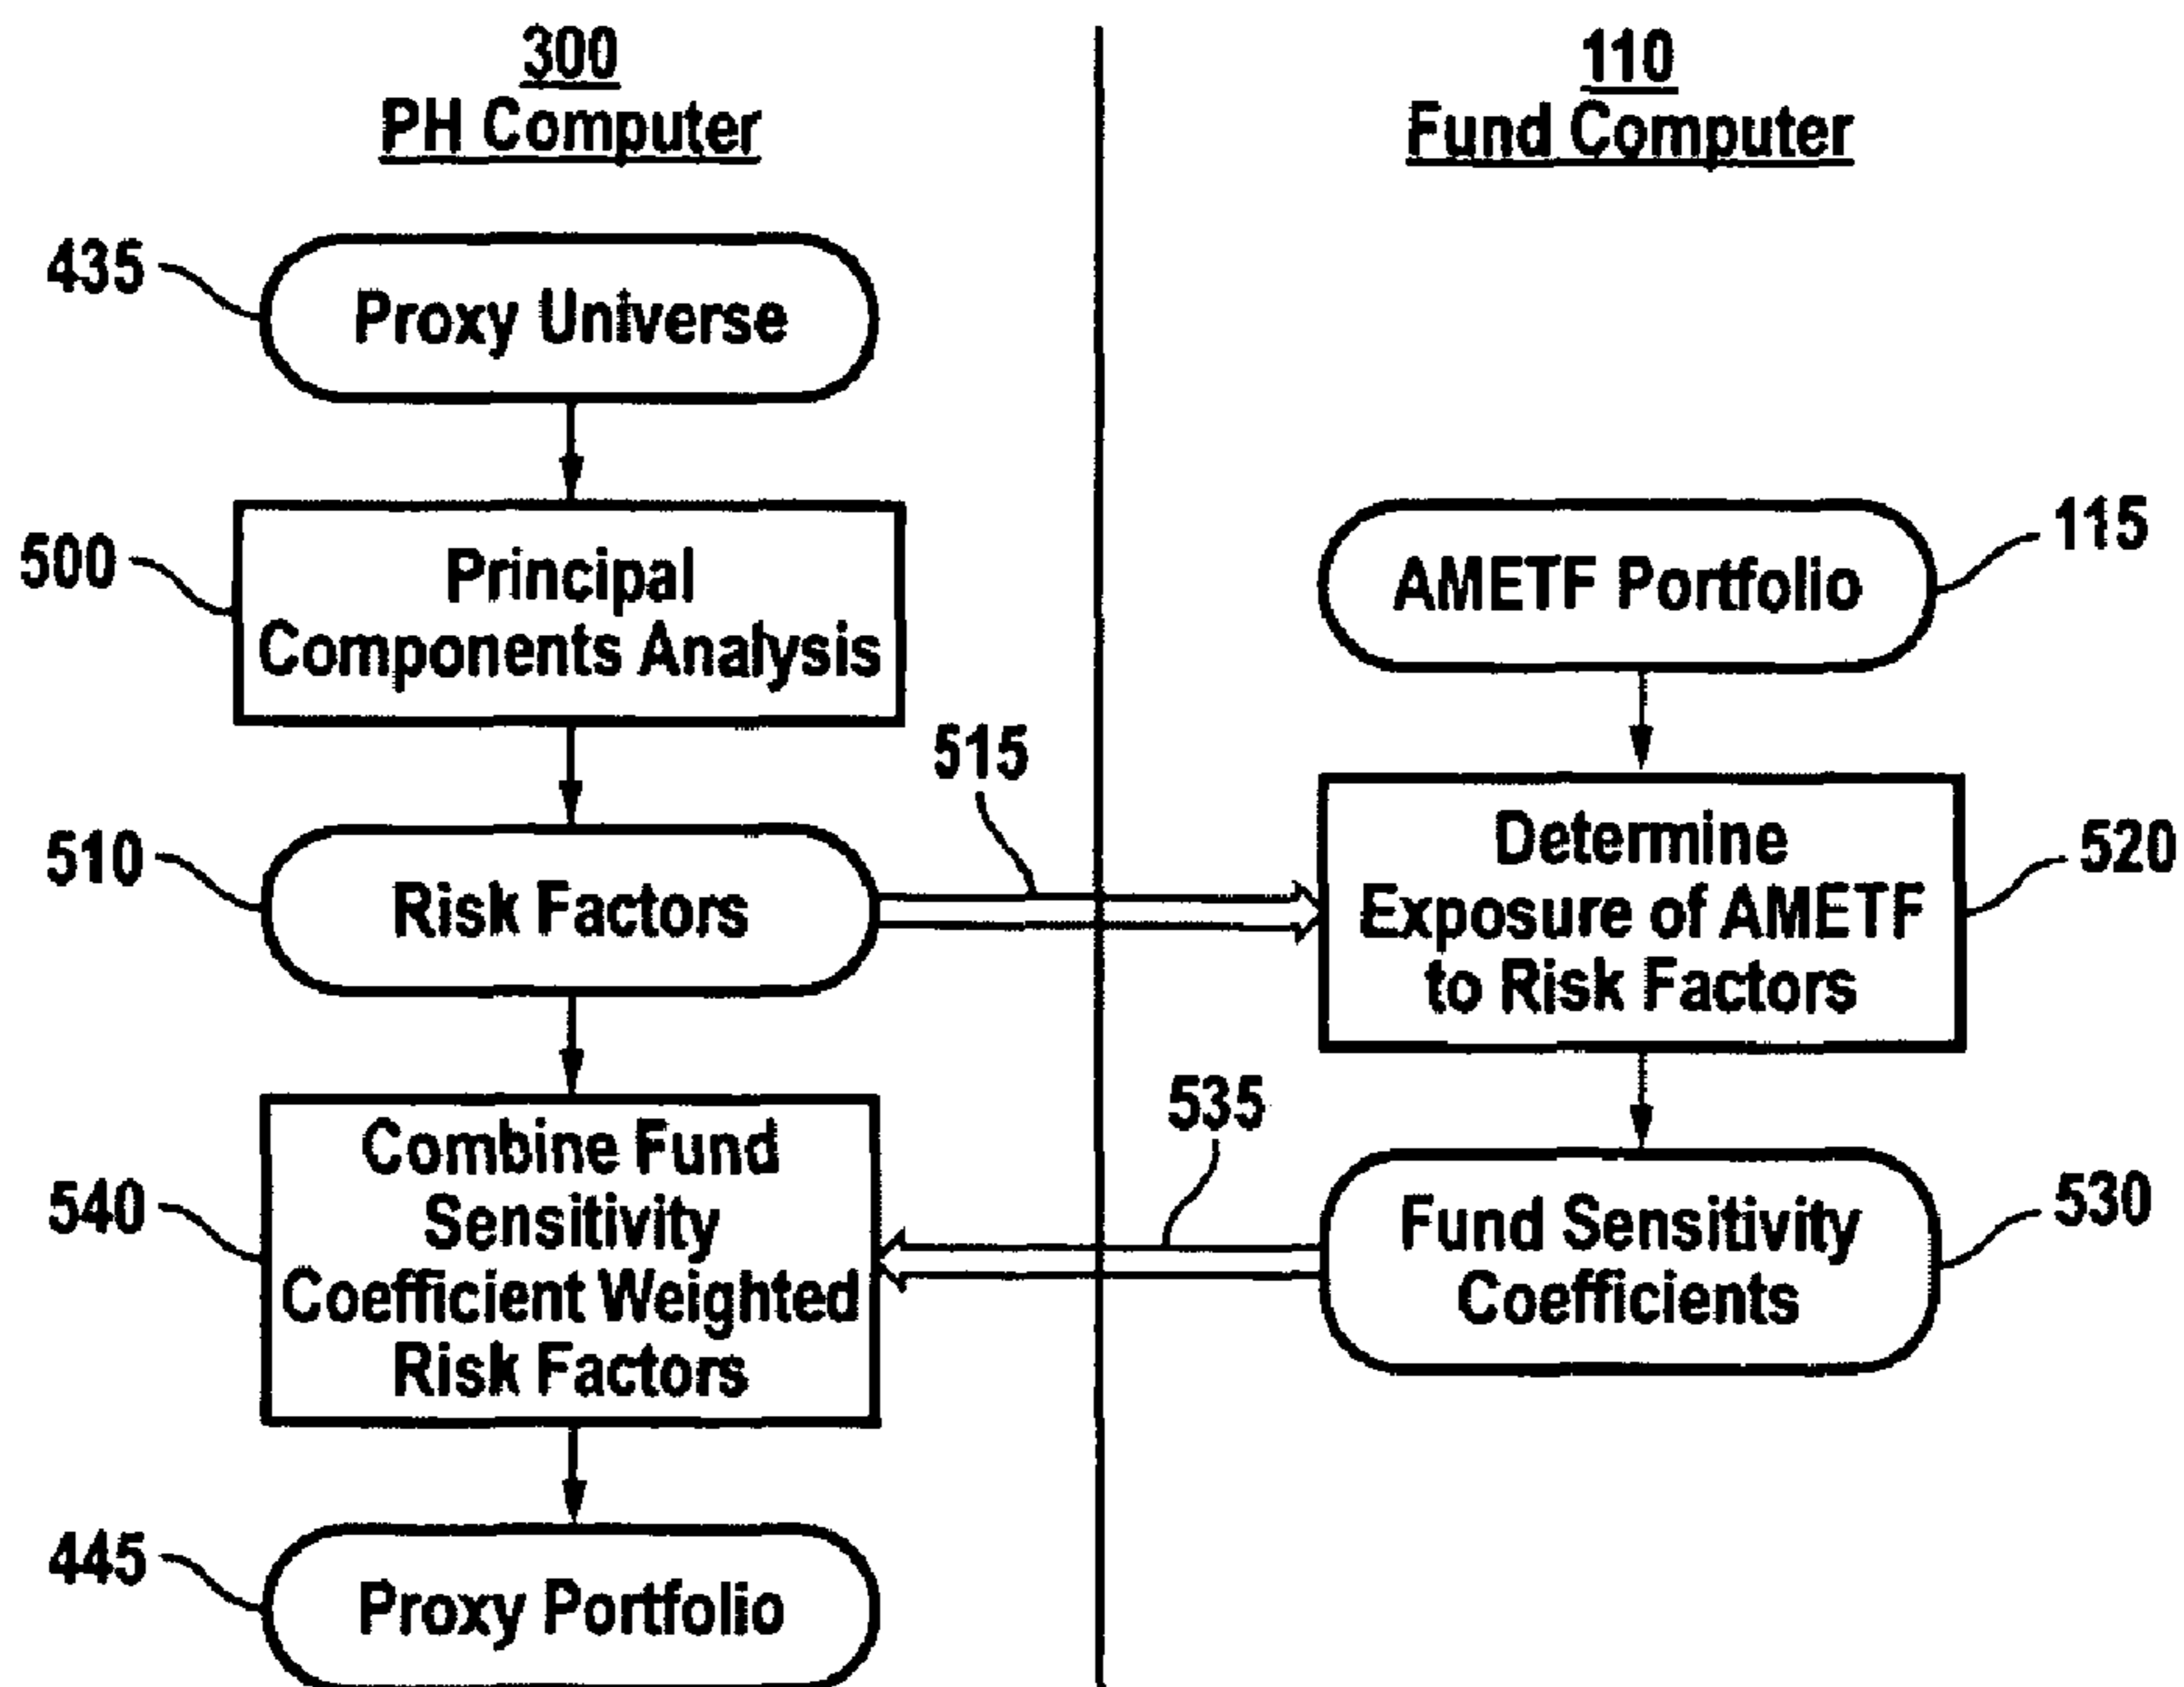 300
PH Computer
110
Fund Computer
435
Proxy Universe
500
Principal
Components Analysis
AMETF Portfolio
115
515
510
Risk Factors
Determine
Exposure of AMETF
to Risk Factors
520
540
Combine Fund
Sensitivity
Coefficient Weighted
Risk Factors
535
Fund Sensitivity
Coefficients
530
445
Proxy Portfolio